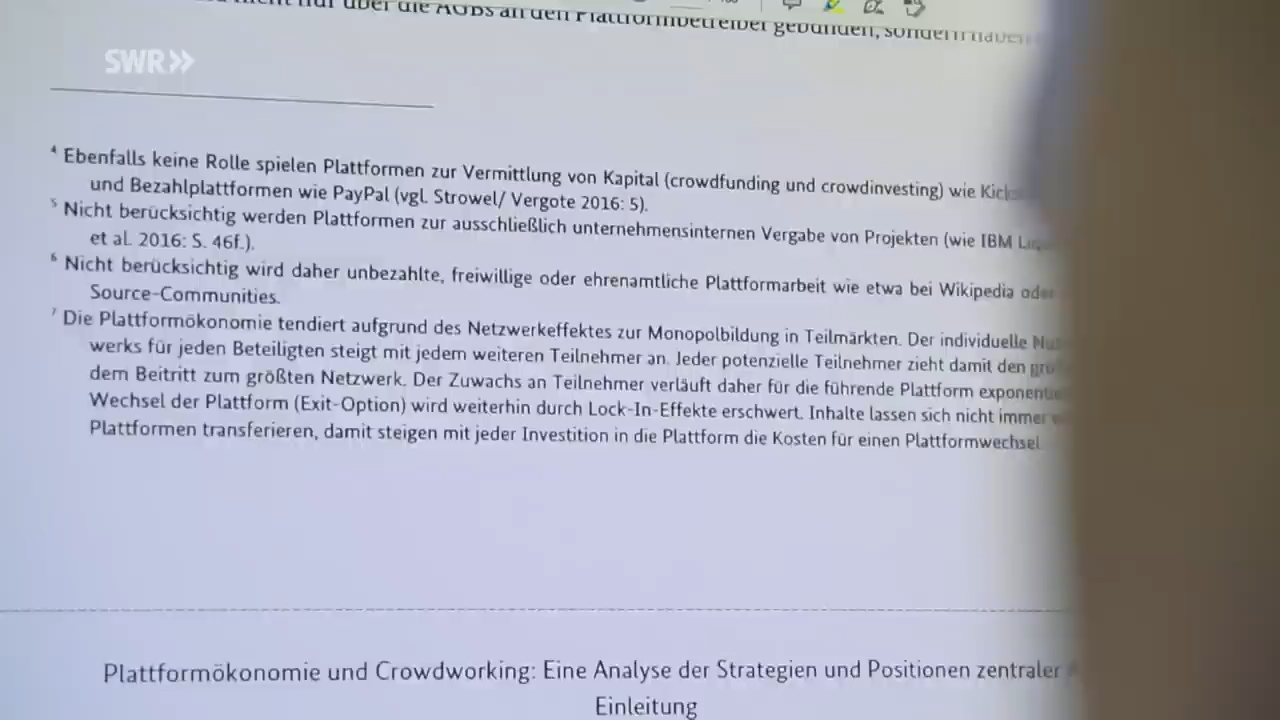 nur über die AGBs an den Plattformbetreiber gebunden, sondern haben
SWR»
⁴ Ebenfalls keine Rolle spielen Plattformen zur Vermittlung von Kapital (crowdfunding und crowdinvesting) wie
und Bezahlplattformen wie PayPal (vgl. Strowel/ Vergote 2016: 5).
⁵ Nicht berücksichtig werden Plattformen zur ausschließlich unternehmensinternen Vergabe von Projekten (wie IBM
et al. 2016: S. 46f.).
⁶ Nicht berücksichtig wird daher unbezahlte, freiwillige oder ehrenamtliche Plattformarbeit wie etwa bei Wikipedia oder
Source-Communities.
⁷ Die Plattformökonomie tendiert aufgrund des Netzwerkeffektes zur Monopolbildung in Teilmärkten. Der individuelle
werks für jeden Beteiligten steigt mit jedem weiteren Teilnehmer an. Jeder potenzielle Teilnehmer zieht damit den
dem Beitritt zum größten Netzwerk. Der Zuwachs an Teilnehmer verläuft daher für die führende Plattform
Wechsel der Plattform (Exit-Option) wird weiterhin durch Lock-In-Effekte erschwert. Inhalte lassen sich nicht immer
Plattformen transferieren, damit steigen mit jeder Investition in die Plattform die Kosten für einen Plattformwechsel.
Plattformökonomie und Crowdworking: Eine Analyse der Strategien und Positionen zentraler
Einleitung